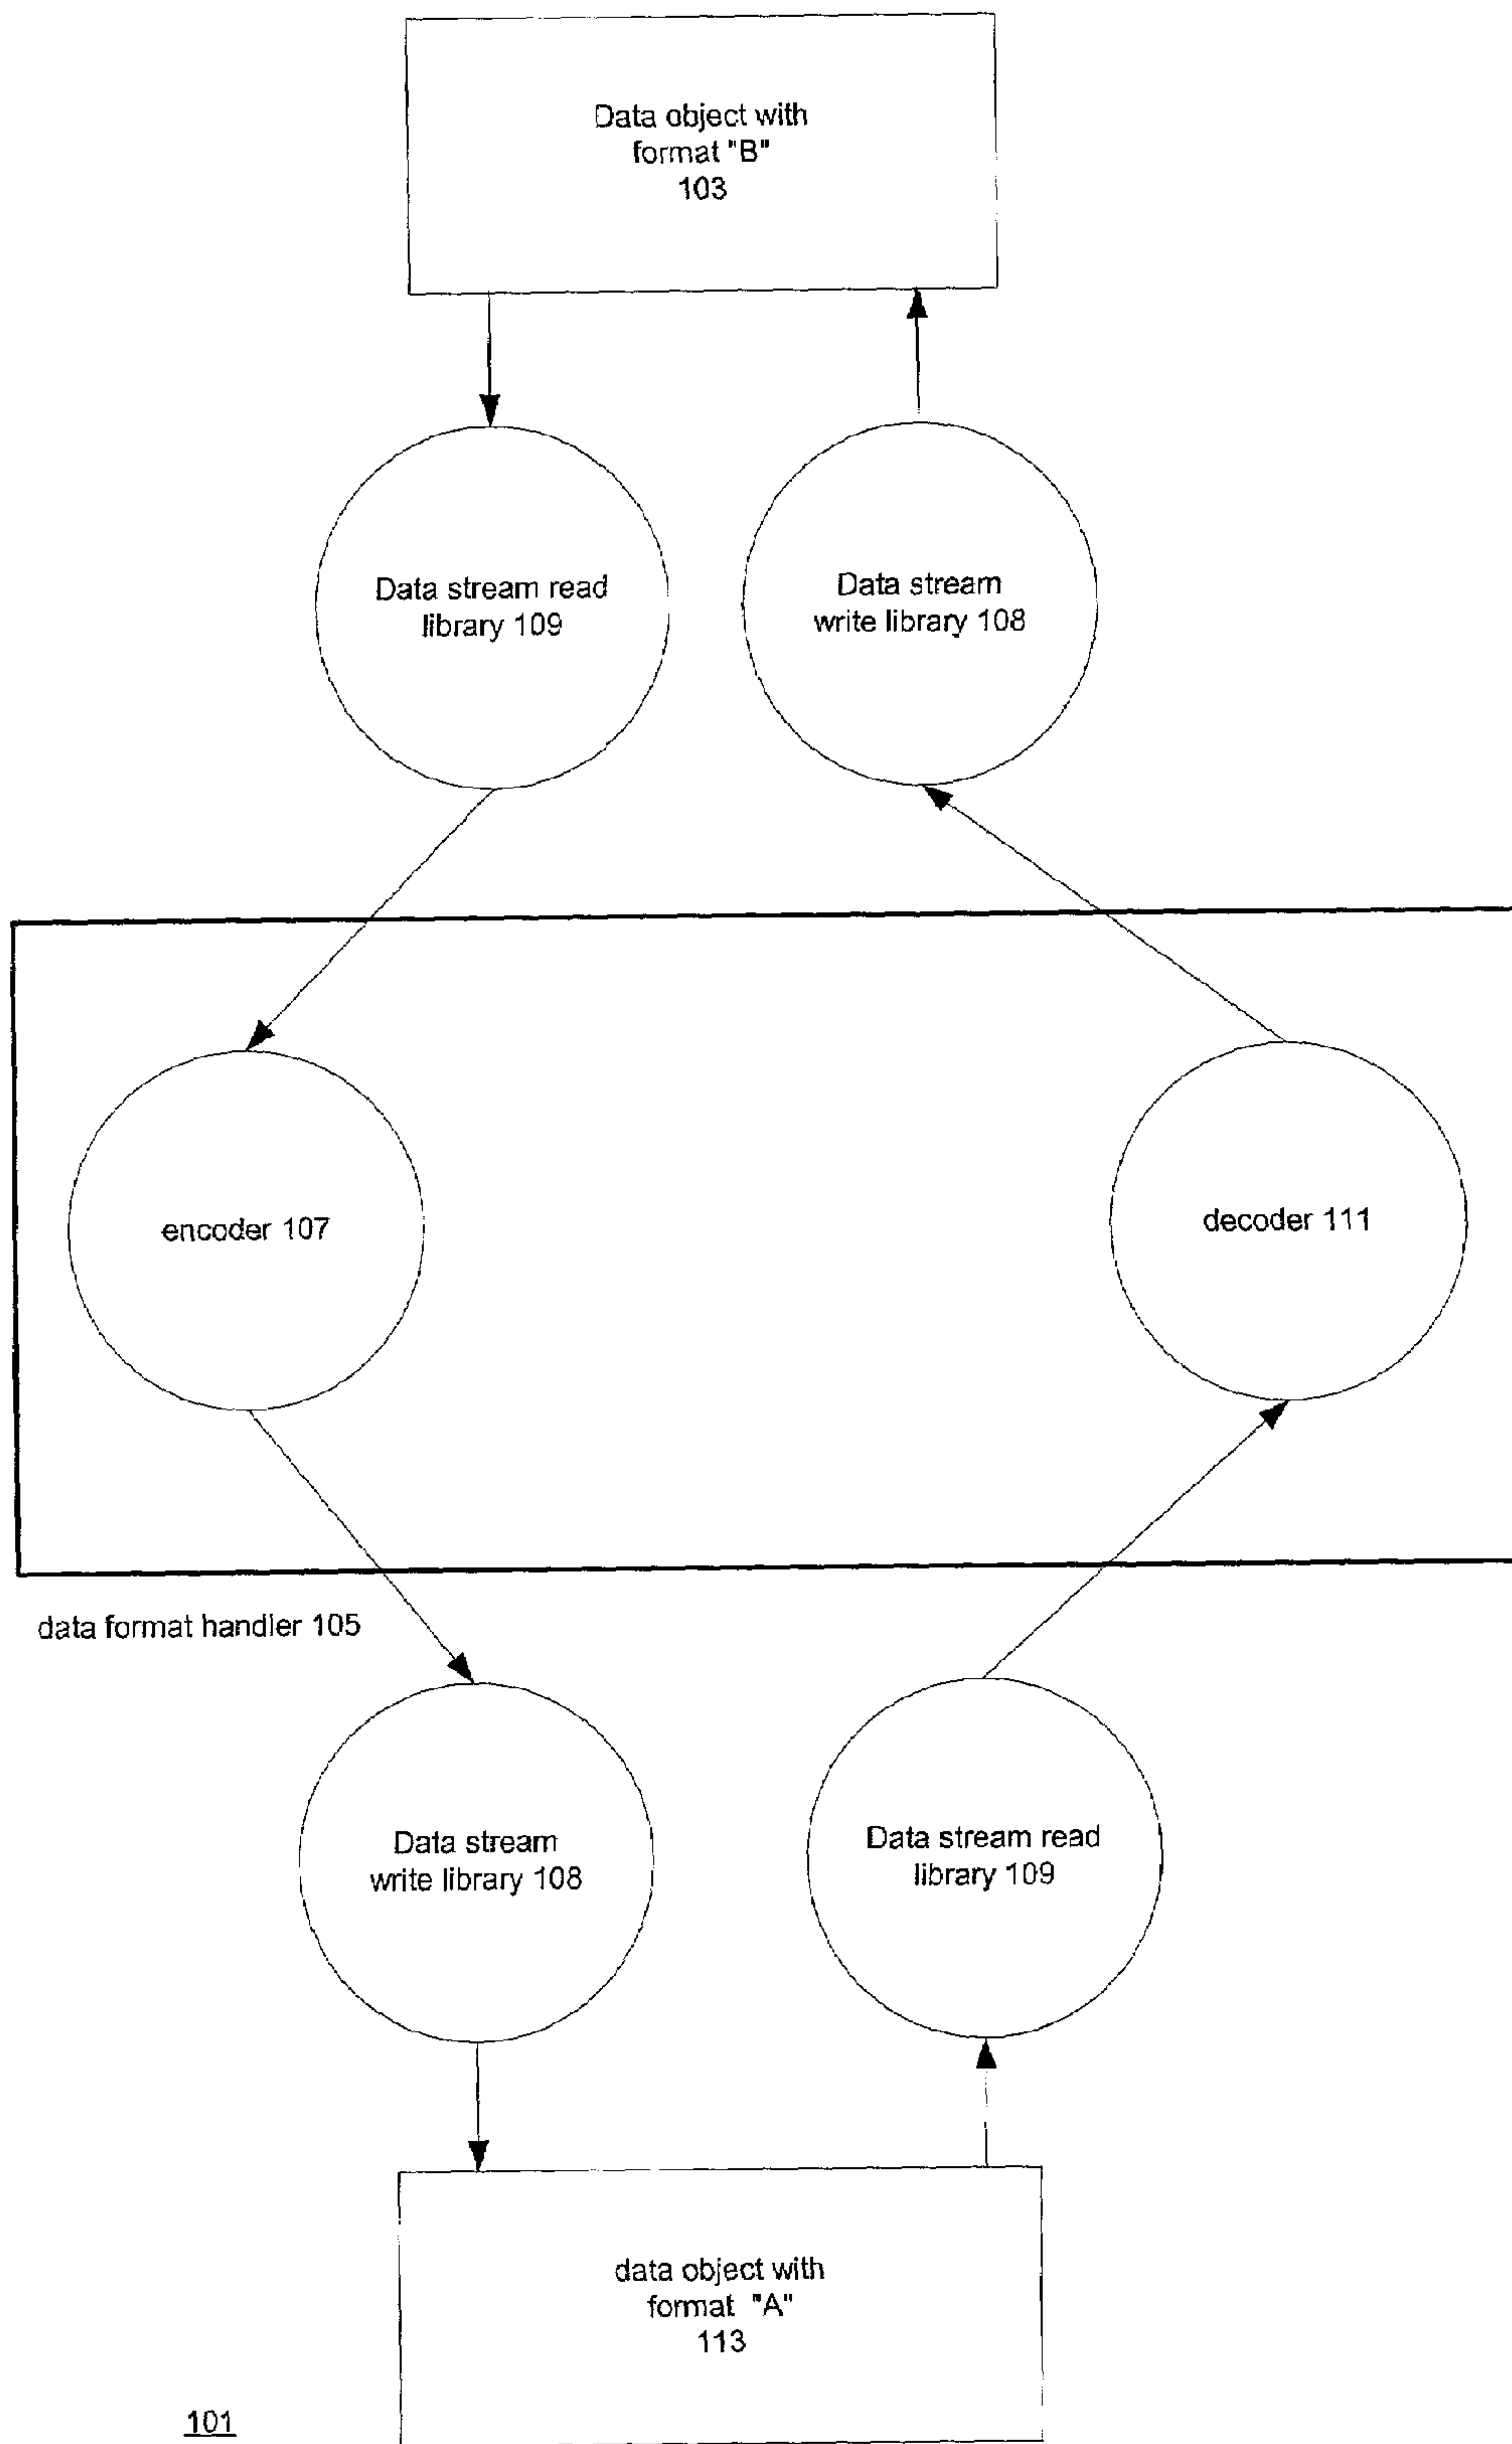 Data object with
format "B"
103
Data stream read
library 109
Data stream
write library 108
encoder 107
decoder 111
data format handler 105
Data stream
write library 108
Data stream read
library 109
data object with
format "A"
113
101